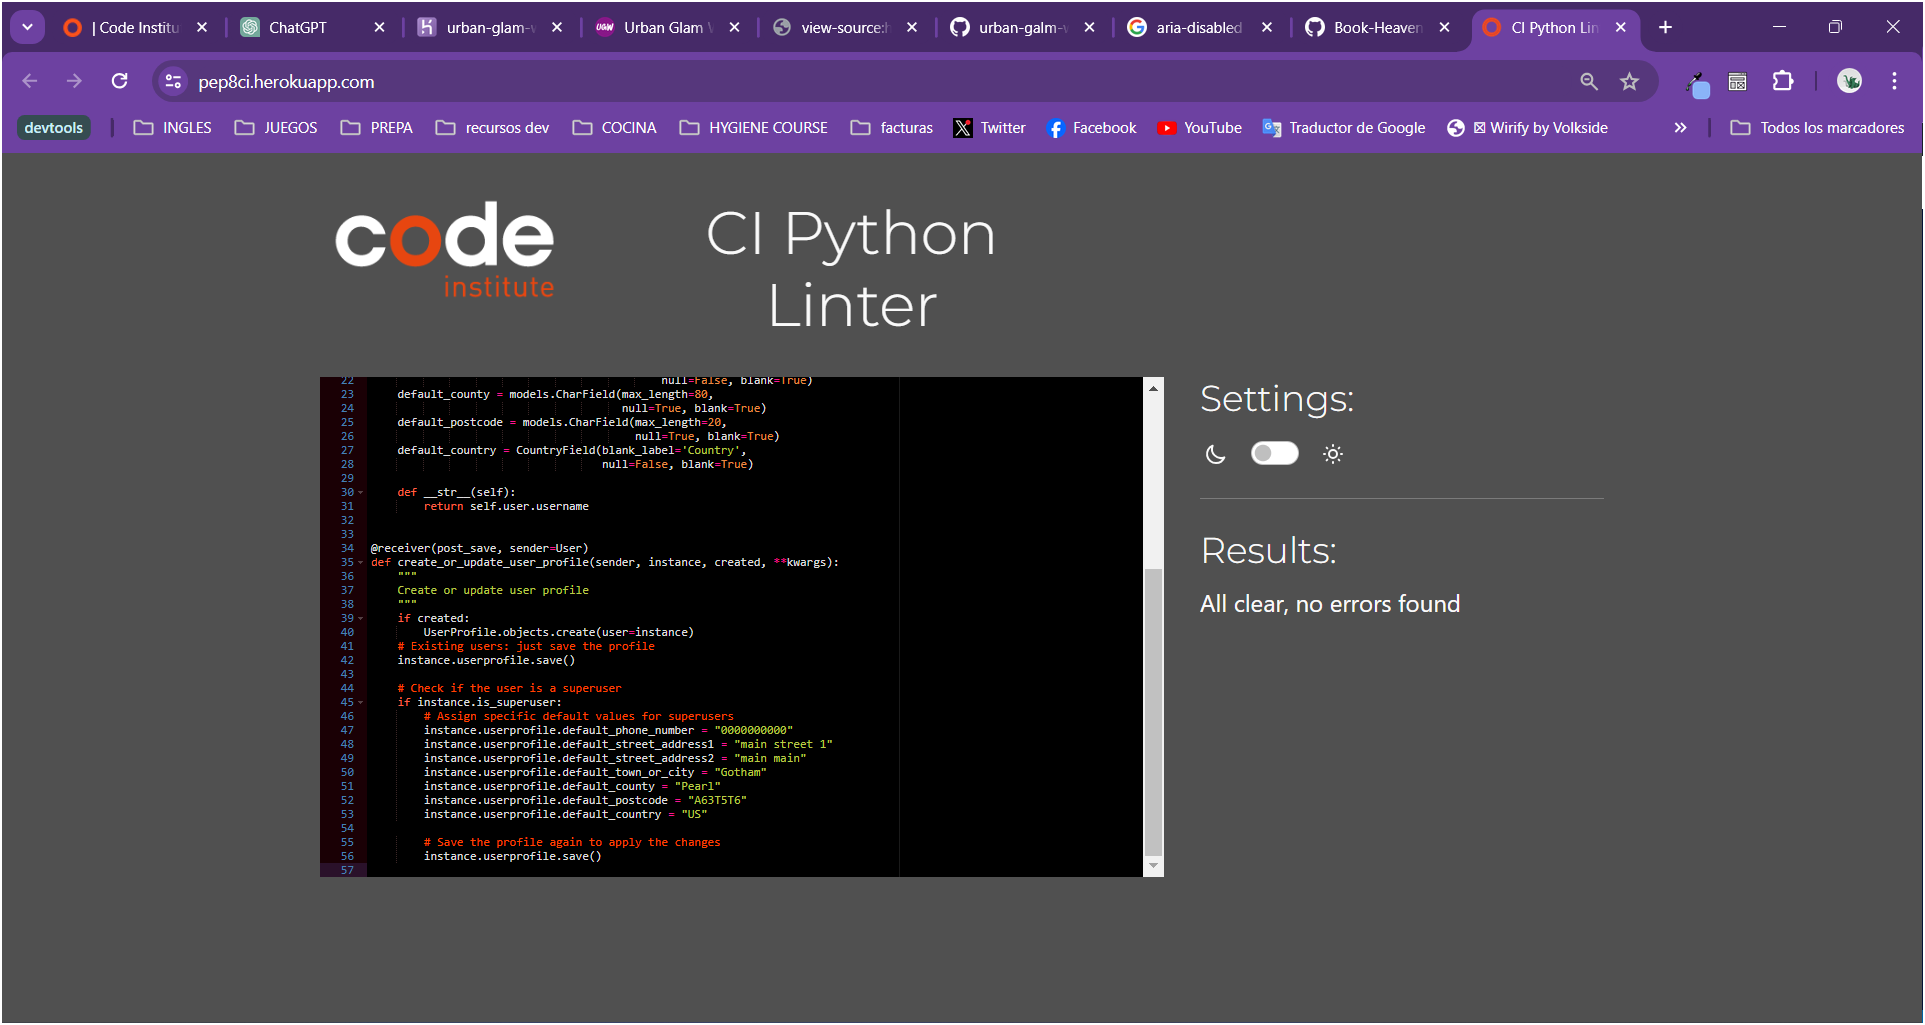 | Code Institu
ChatGPT
urban-glam-w
Urban Glam W
view-source:h
urban-galm-w
aria-disabled
Book-Heaven
CI Python Lin
pep8ci.herokuapp.com
devtools
INGLES
JUEGOS
PREPA
recursos dev
COCINA
HYGIENE COURSE
facturas
Twitter
Facebook
YouTube
Traductor de Google
Wirify by Volkside
Todos los marcadores
code
institute
CI Python
Linter
22 null=False, blank=True)
23 default_county = models.CharField(max_length=80,
24 null=True, blank=True)
25 default_postcode = models.CharField(max_length=20,
26 null=True, blank=True)
27 default_country = CountryField(blank_label='Country',
28 null=False, blank=True)
29
30 def __str__(self):
31 return self.user.username
32
33
34 @receiver(post_save, sender=User)
35 def create_or_update_user_profile(sender, instance, created, **kwargs):
36 """
37 Create or update user profile
38 """
39 if created:
40 UserProfile.objects.create(user=instance)
41 # Existing users: just save the profile
42 instance.userprofile.save()
43
44 # Check if the user is a superuser
45 if instance.is_superuser:
46 # Assign specific default values for superusers
47 instance.userprofile.default_phone_number = "0000000000"
48 instance.userprofile.default_street_address1 = "main street 1"
49 instance.userprofile.default_street_address2 = "main main"
50 instance.userprofile.default_town_or_city = "Gotham"
51 instance.userprofile.default_county = "Pearl"
52 instance.userprofile.default_postcode = "A63T5T6"
53 instance.userprofile.default_country = "US"
54
55 # Save the profile again to apply the changes
56 instance.userprofile.save()
57
Settings:
Results:
All clear, no errors found